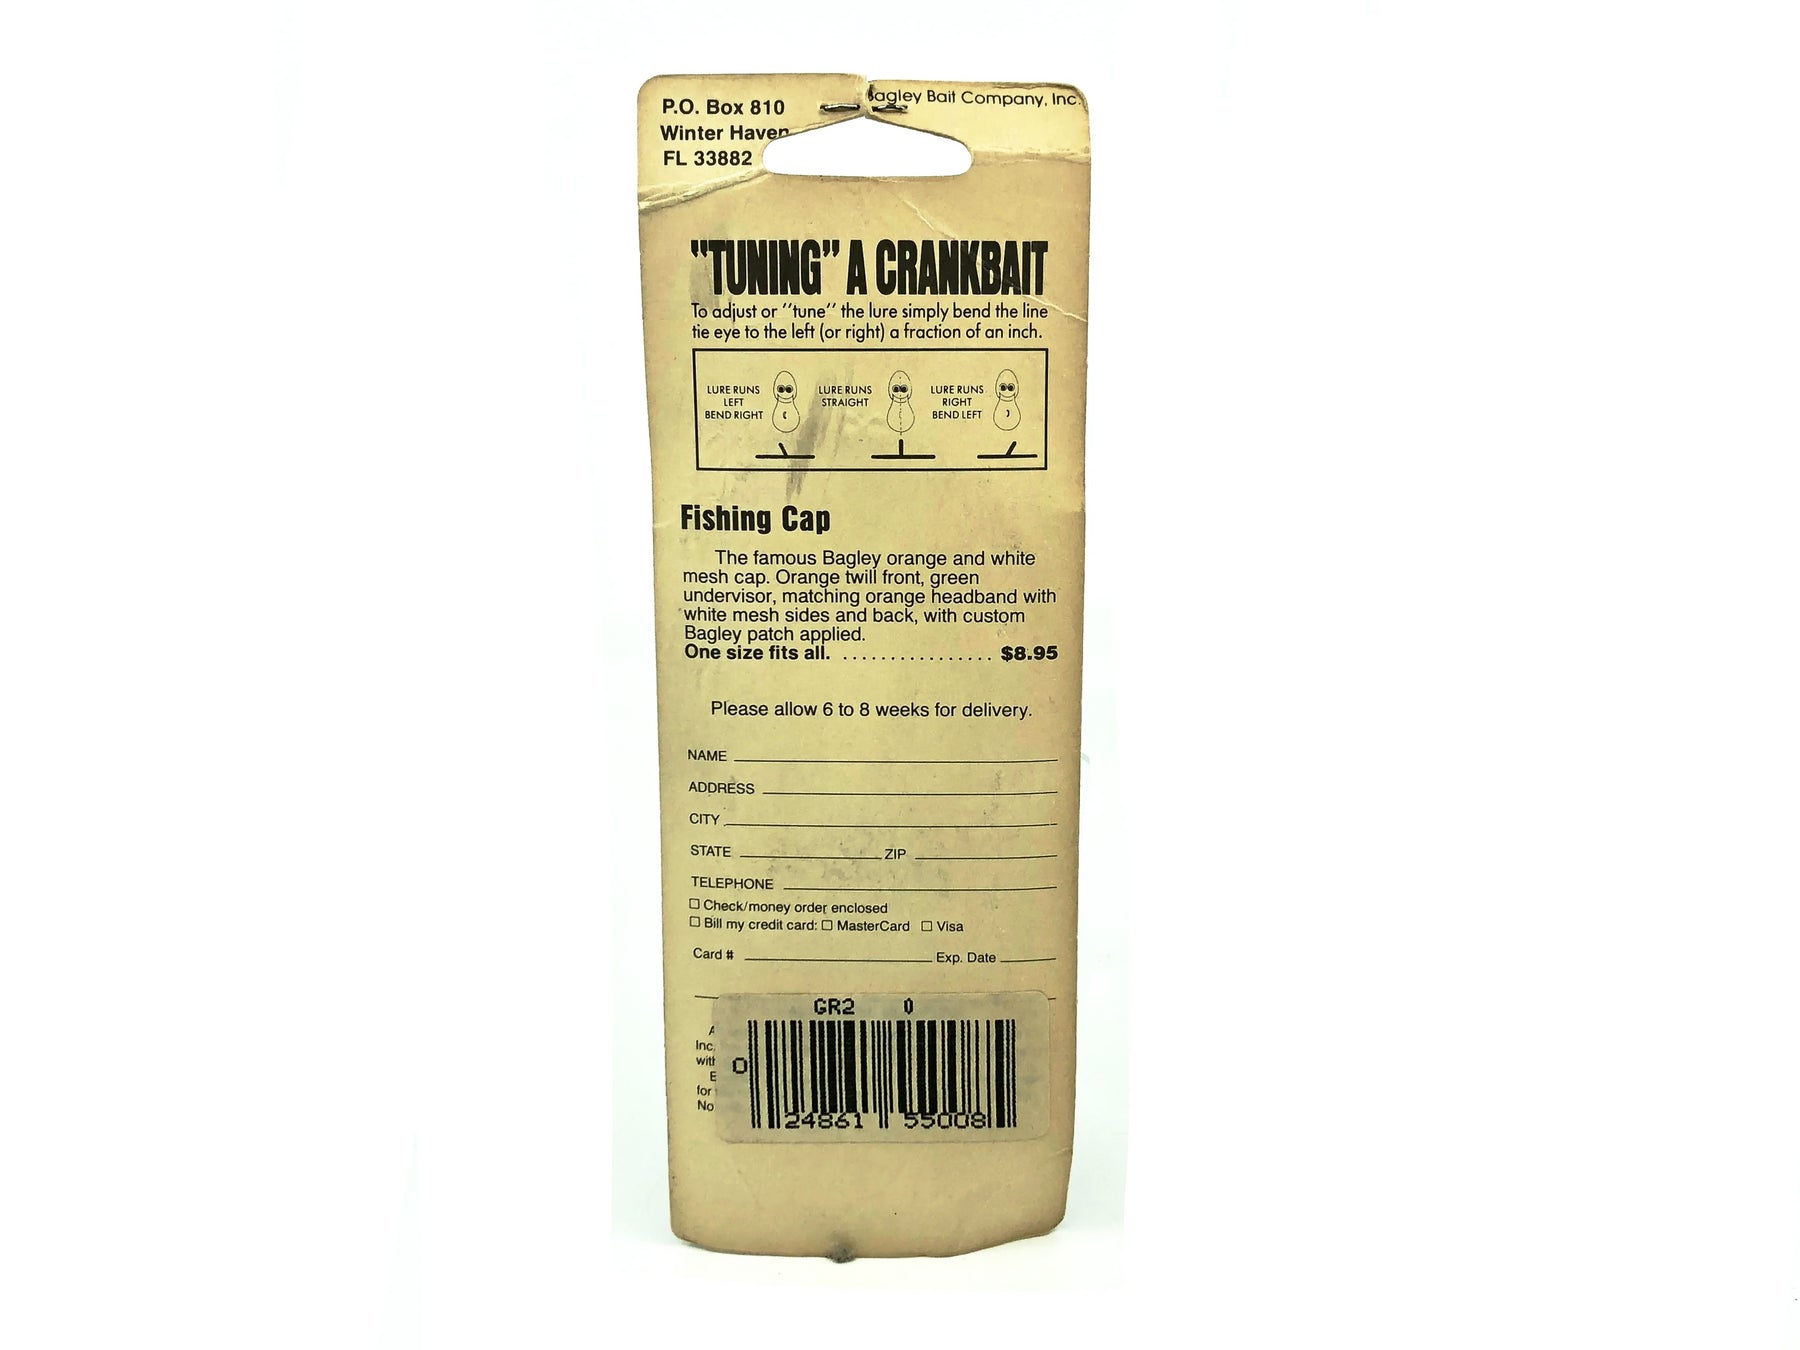 P.O. Box 810
Winter Haven
FL 33882
Bagley Bait Company, Inc.
"TUNING" A CRANKBAIT
To adjust or "tune" the lure simply bend the line
tie eye to the left (or right) a fraction of an inch.
LURE RUNS
LEFT
BEND RIGHT
LURE RUNS
STRAIGHT
LURE RUNS
RIGHT
BEND LEFT
Fishing Cap
The famous Bagley orange and white
mesh cap. Orange twill front, green
undervisor, matching orange headband with
white mesh sides and back, with custom
Bagley patch applied.
One size fits all. ................ $8.95
Please allow 6 to 8 weeks for delivery.
NAME
ADDRESS
CITY
STATE ZIP
TELEPHONE
☐ Check/money order enclosed
☐ Bill my credit card: ☐ MasterCard ☐ Visa
Card # Exp. Date
GR2 0
Inc.
with
for
No
0 24861 55008